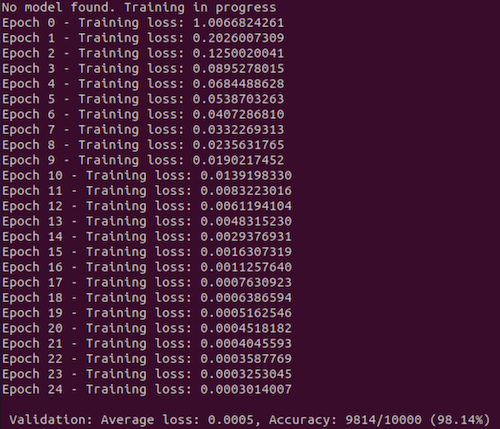 No model found. Training in progress
Epoch 0 - Training loss: 1.0066824261
Epoch 1 - Training loss: 0.2026007309
Epoch 2 - Training loss: 0.1250020041
Epoch 3 - Training loss: 0.0895278015
Epoch 4 - Training loss: 0.0684488628
Epoch 5 - Training loss: 0.0538703263
Epoch 6 - Training loss: 0.0407286810
Epoch 7 - Training loss: 0.0332269313
Epoch 8 - Training loss: 0.0235631765
Epoch 9 - Training loss: 0.0190217452
Epoch 10 - Training loss: 0.0139198330
Epoch 11 - Training loss: 0.0083223016
Epoch 12 - Training loss: 0.0061194104
Epoch 13 - Training loss: 0.0048315230
Epoch 14 - Training loss: 0.0029376931
Epoch 15 - Training loss: 0.0016307319
Epoch 16 - Training loss: 0.0011257640
Epoch 17 - Training loss: 0.0007630923
Epoch 18 - Training loss: 0.0006386594
Epoch 19 - Training loss: 0.0005162546
Epoch 20 - Training loss: 0.0004518182
Epoch 21 - Training loss: 0.0004045593
Epoch 22 - Training loss: 0.0003587769
Epoch 23 - Training loss: 0.0003253045
Epoch 24 - Training loss: 0.0003014007
Validation: Average loss: 0.0005, Accuracy: 9814/10000 (98.14%)